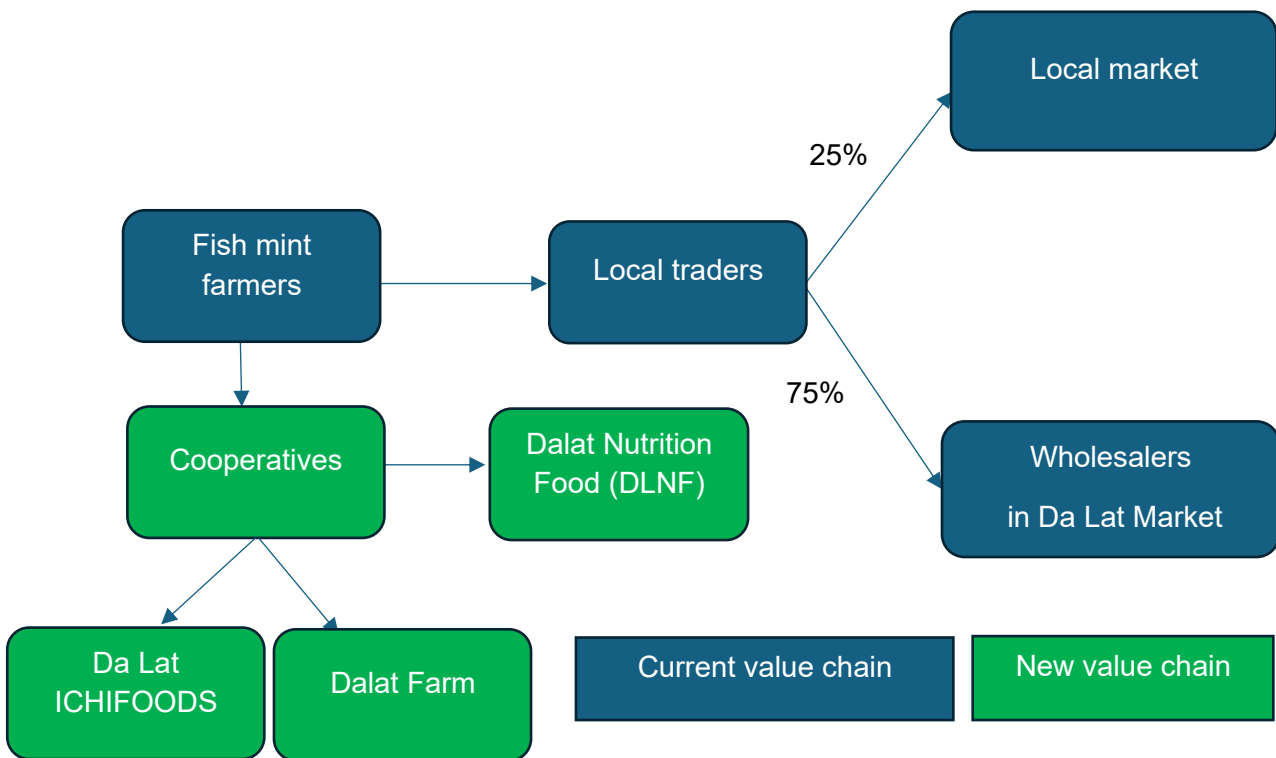 Local market
25%
Fish mint
farmers
Local traders
75%
Cooperatives
Dalat Nutrition
Food (DLNF)
Wholesalers
in Da Lat Market
Da Lat
ICHIFOODS
Dalat Farm
Current value chain
New value chain